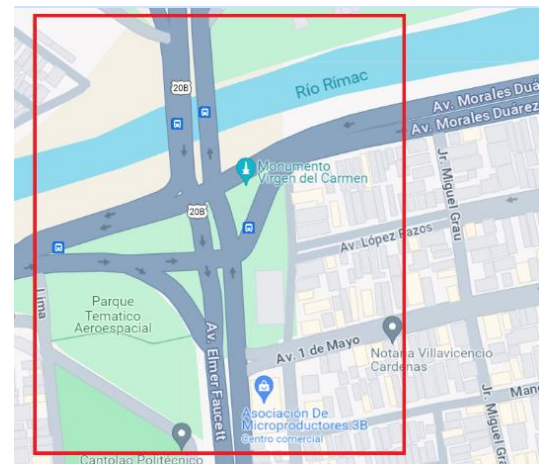 20B
Río Rímac
Av. Morales Duá
Av. Morales Duárez
Monumento
Virgen del Carmen
Jr. Miguel Grau
20B
Av. López Pazos
Lima
Parque
Tematico
Aeroespacial
Av. Elmer Faucett
Av. 1 de Mayo
Notaria Villavicencio
Cardenas
Asociación De
Microproductores 3B
Centro comercial
Jr. Miguel Grau
Man
Cantolao Politécnico